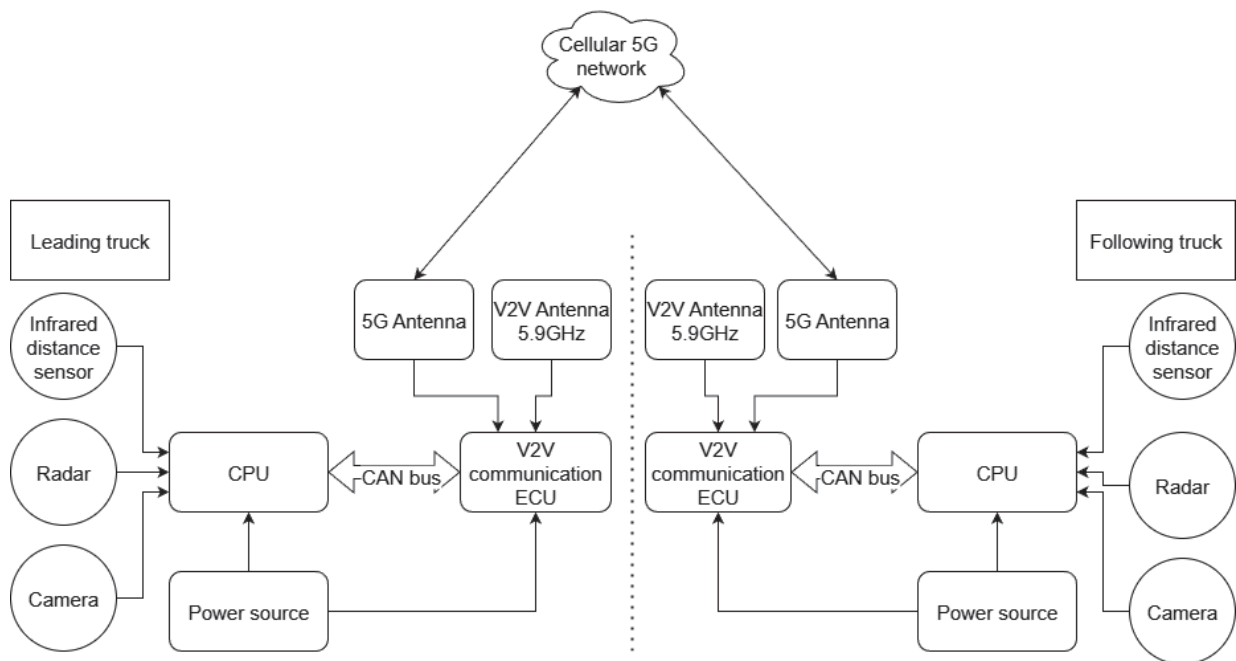 Cellular 5G
network
Leading truck
Following truck
5G Antenna
V2V Antenna
5.9GHz
V2V Antenna
5.9GHz
5G Antenna
Infrared
distance
sensor
Infrared
distance
sensor
Radar
CPU
CAN bus
V2V
communication
ECU
V2V
communication
ECU
CAN bus
CPU
Radar
Camera
Power source
Power source
Camera